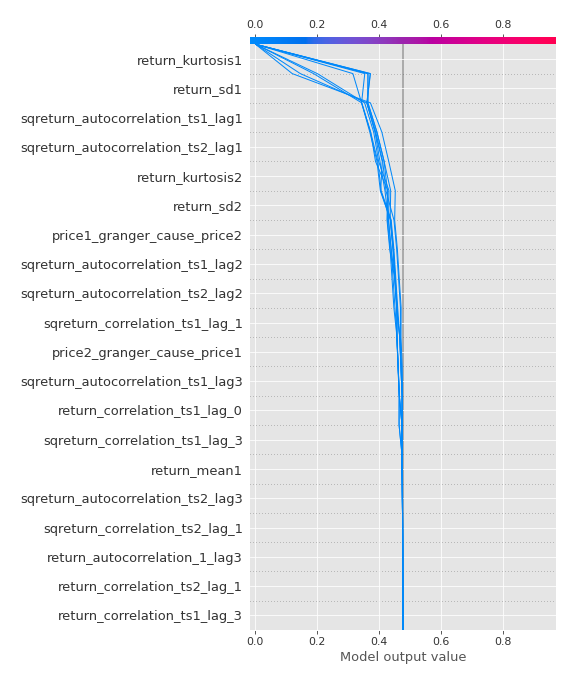 0.0 0.2 0.4 0.6 0.8
return_kurtosis1
return_sd1
sqreturn_autocorrelation_ts1_lag1
sqreturn_autocorrelation_ts2_lag1
return_kurtosis2
return_sd2
price1_granger_cause_price2
sqreturn_autocorrelation_ts1_lag2
sqreturn_autocorrelation_ts2_lag2
sqreturn_correlation_ts1_lag_1
price2_granger_cause_price1
sqreturn_autocorrelation_ts1_lag3
return_correlation_ts1_lag_0
sqreturn_correlation_ts1_lag_3
return_mean1
sqreturn_autocorrelation_ts2_lag3
sqreturn_correlation_ts2_lag_1
return_autocorrelation_1_lag3
return_correlation_ts2_lag_1
return_correlation_ts1_lag_3
0.0 0.2 0.4 0.6 0.8
Model output value